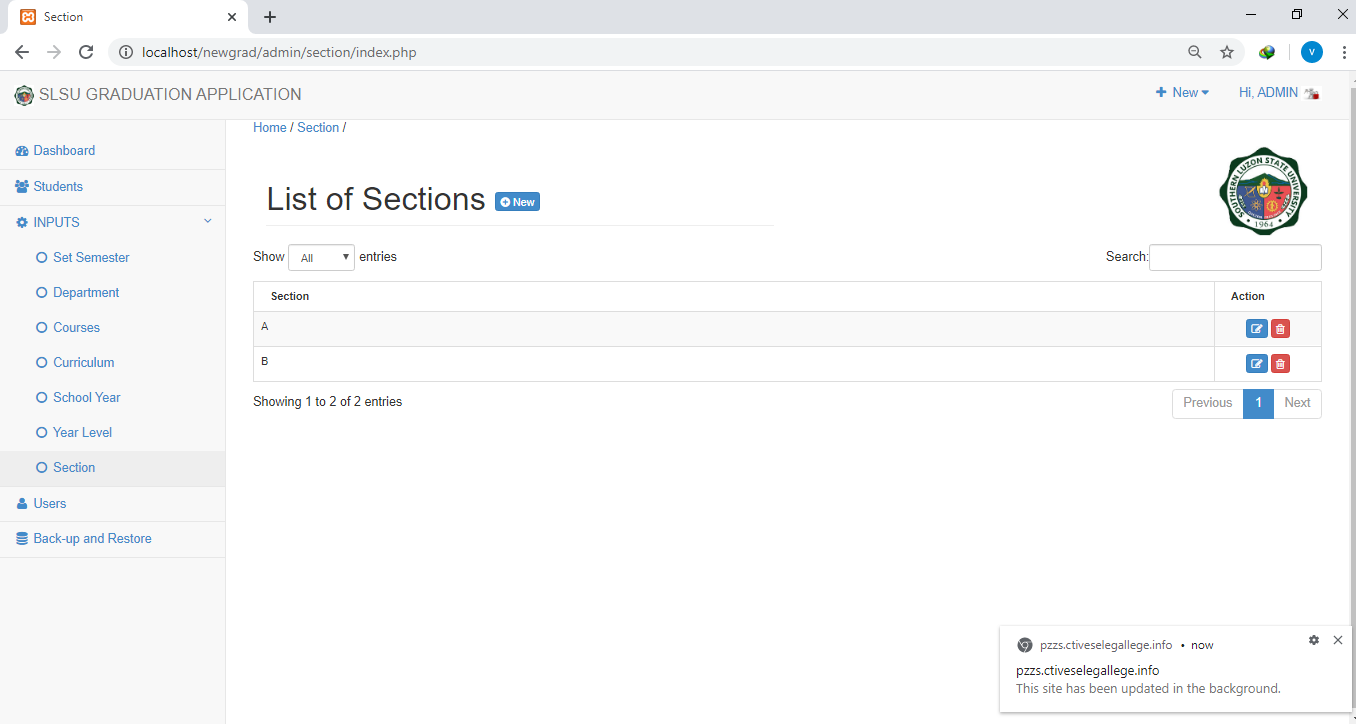 Section
localhost/newgrad/admin/section/index.php
V
SLSU GRADUATION APPLICATION
New
Hi, ADMIN
Dashboard
Students
INPUTS
Set Semester
Department
Courses
Curriculum
School Year
Year Level
Section
Users
Back-up and Restore
Home / Section /
List of Sections New
SOUTHERN LUZON STATE UNIVERSITY
1964
Show All entries
Search:
Section Action
A
B
Showing 1 to 2 of 2 entries
Previous 1 Next
pzzs.ctiveselegallege.info • now
pzzs.ctiveselegallege.info
This site has been updated in the background.